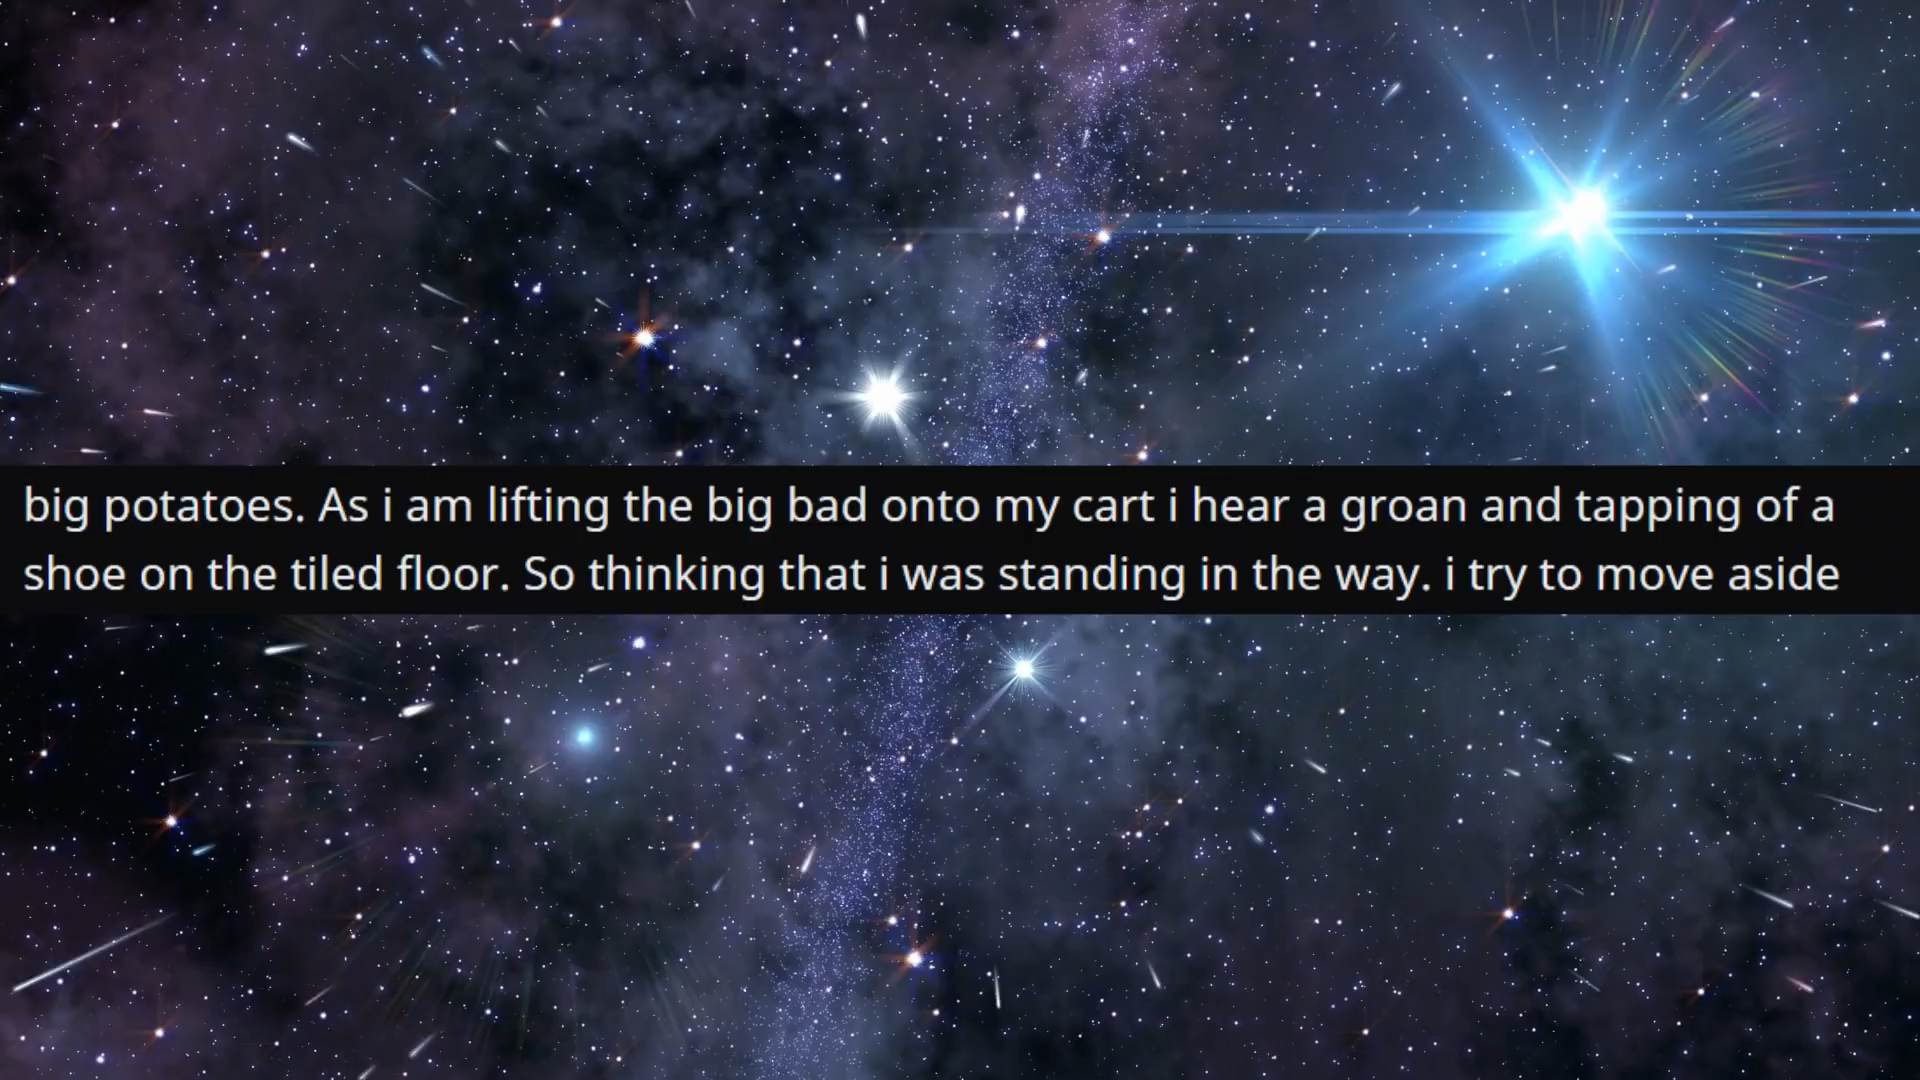 big potatoes. As i am lifting the big bad onto my cart i hear a groan and tapping of a
shoe on the tiled floor. So thinking that i was standing in the way. i try to move aside